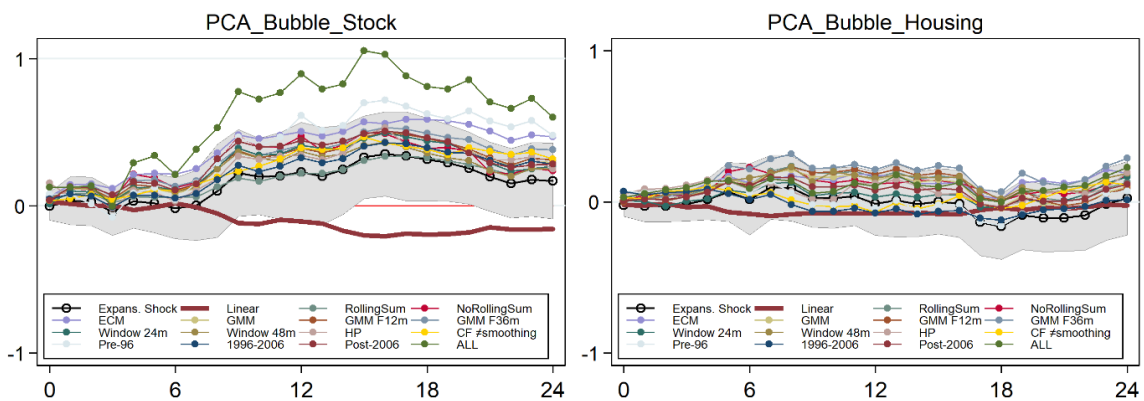 PCA_Bubble_Stock
1
0
-1
Expans. Shock Linear RollingSum NoRollingSum
ECM GMM GMM F12m GMM F36m
Window 24m Window 48m HP CF ≠smoothing
Pre-96 1996-2006 Post-2006 ALL
0 6 12 18 24
PCA_Bubble_Housing
1
0
-1
Expans. Shock Linear RollingSum NoRollingSum
ECM GMM GMM F12m GMM F36m
Window 24m Window 48m HP CF ≠smoothing
Pre-96 1996-2006 Post-2006 ALL
0 6 12 18 24